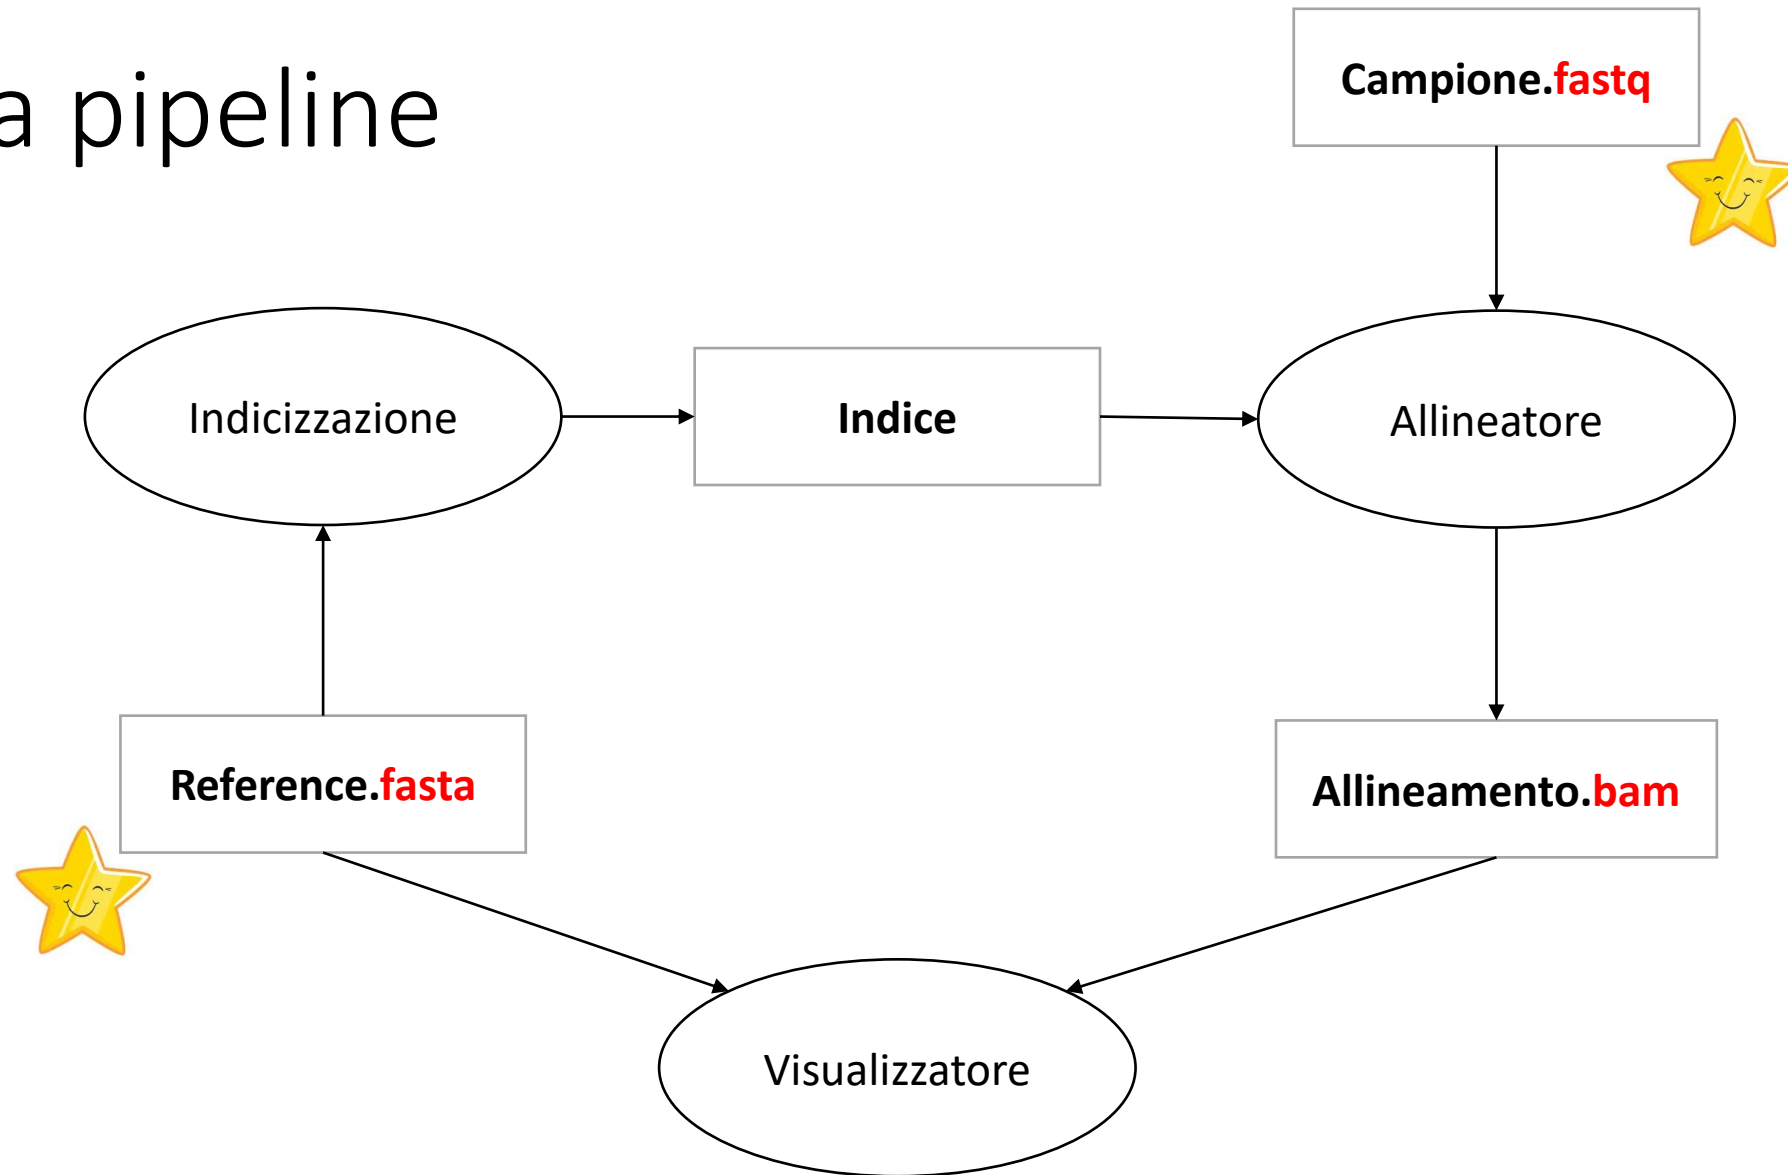 a pipeline
Campione.fastq
Indicizzazione
Indice
Allineatore
Reference.fasta
Allineamento.bam
Visualizzatore